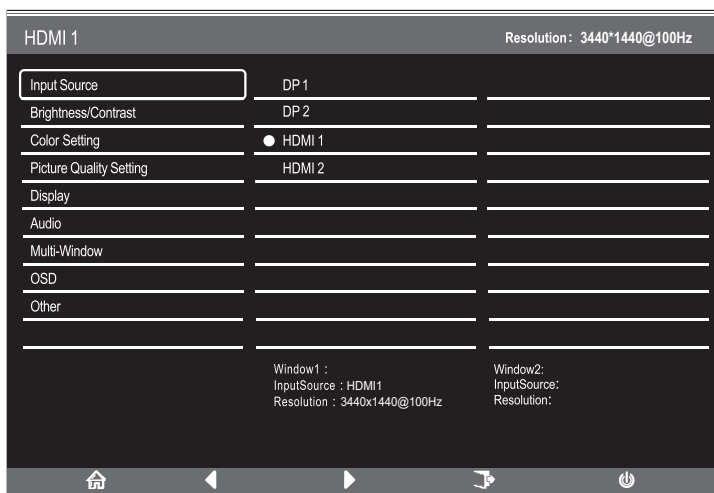 HDMI 1
Resolution: 3440*1440@100Hz
Input Source
DP 1
Brightness/Contrast
DP 2
Color Setting
HDMI 1
Picture Quality Setting
HDMI 2
Display
Audio
Multi-Window
OSD
Other
Window1 :
InputSource : HDMI1
Resolution : 3440x1440@100Hz
Window2:
InputSource:
Resolution: